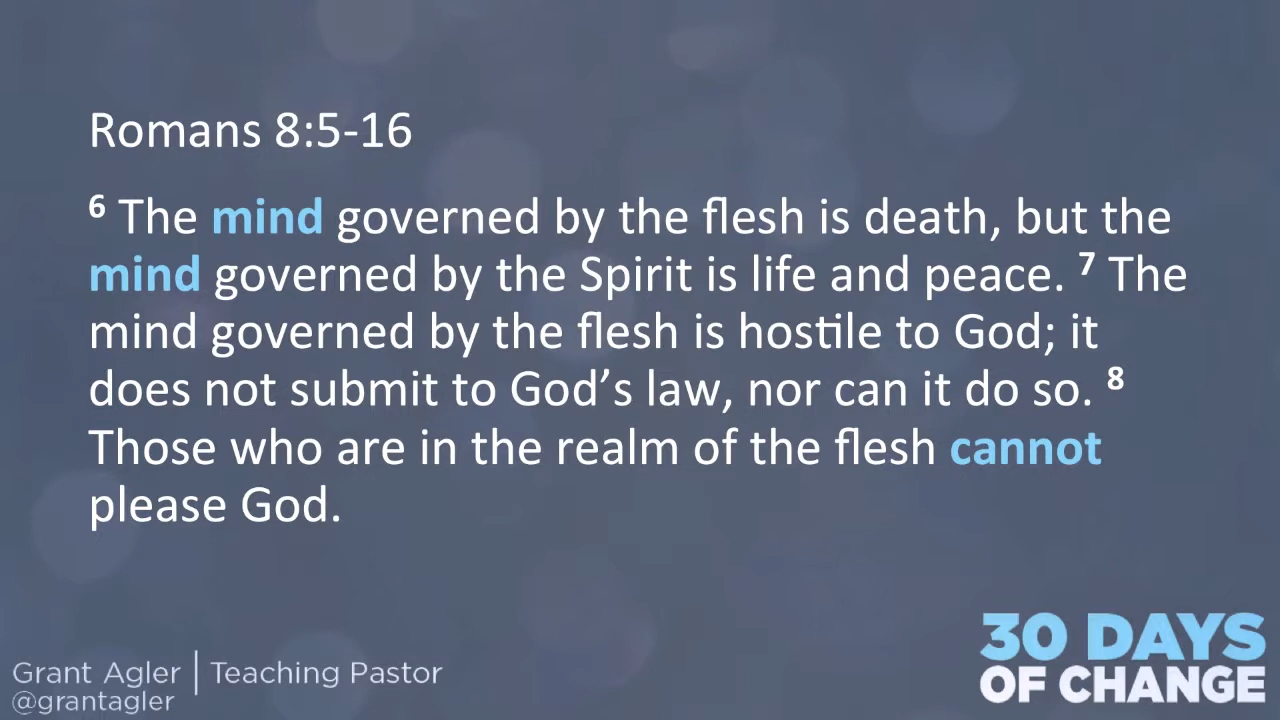 Romans 8:5-16
6 The mind governed by the flesh is death, but the
mind governed by the Spirit is life and peace. 7 The
mind governed by the flesh is hostile to God; it
does not submit to God’s law, nor can it do so. 8
Those who are in the realm of the flesh cannot
please God.
Grant Agler | Teaching Pastor
@grantagler
30 DAYS
OF CHANGE